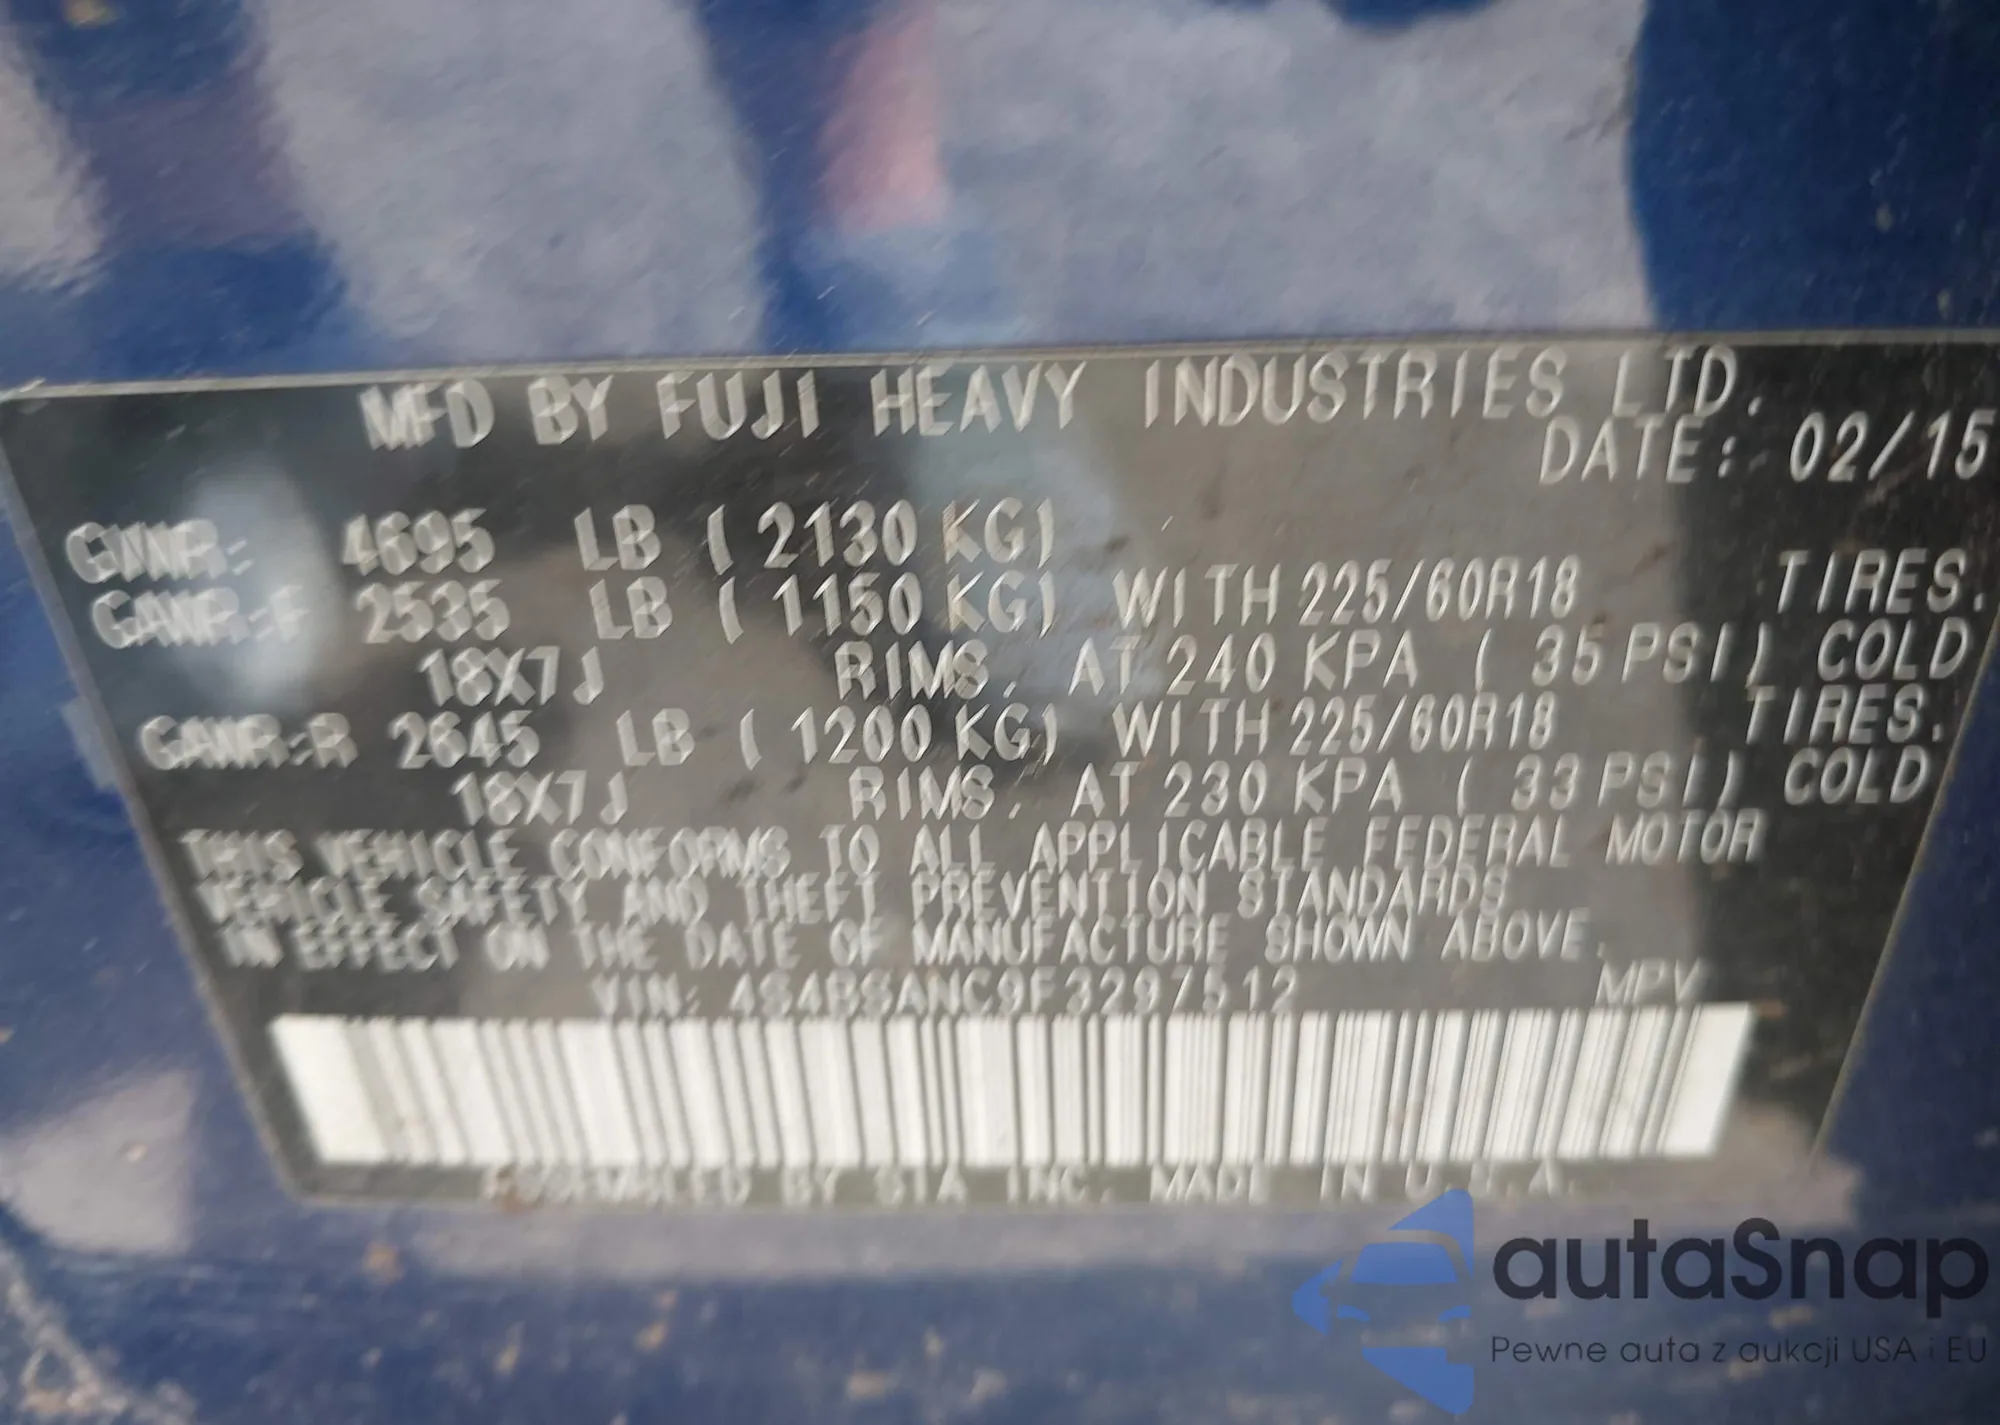 MFD BY FUJI HEAVY INDUSTRIES LTD.
DATE: 02/15
GVWR: 4695 LB ( 2130 KG)
GAWR:F 2535 LB ( 1150 KG) WITH 225/60R18 TIRES.
18X7J RIMS. AT 240 KPA ( 35 PSI) COLD
GAWR:R 2645 LB ( 1200 KG) WITH 225/60R18 TIRES.
18X7J RIMS. AT 230 KPA ( 33 PSI) COLD
THIS VEHICLE CONFORMS TO ALL APPLICABLE FEDERAL MOTOR
VEHICLE SAFETY AND THEFT PREVENTION STANDARDS
IN EFFECT ON THE DATE OF MANUFACTURE SHOWN ABOVE.
VIN: 4S4BSANC9F3297512 MPV
ASSEMBLED BY SIA INC. MADE IN U.S.A.
autaSnap
Pewne auta z aukcji USA i EU